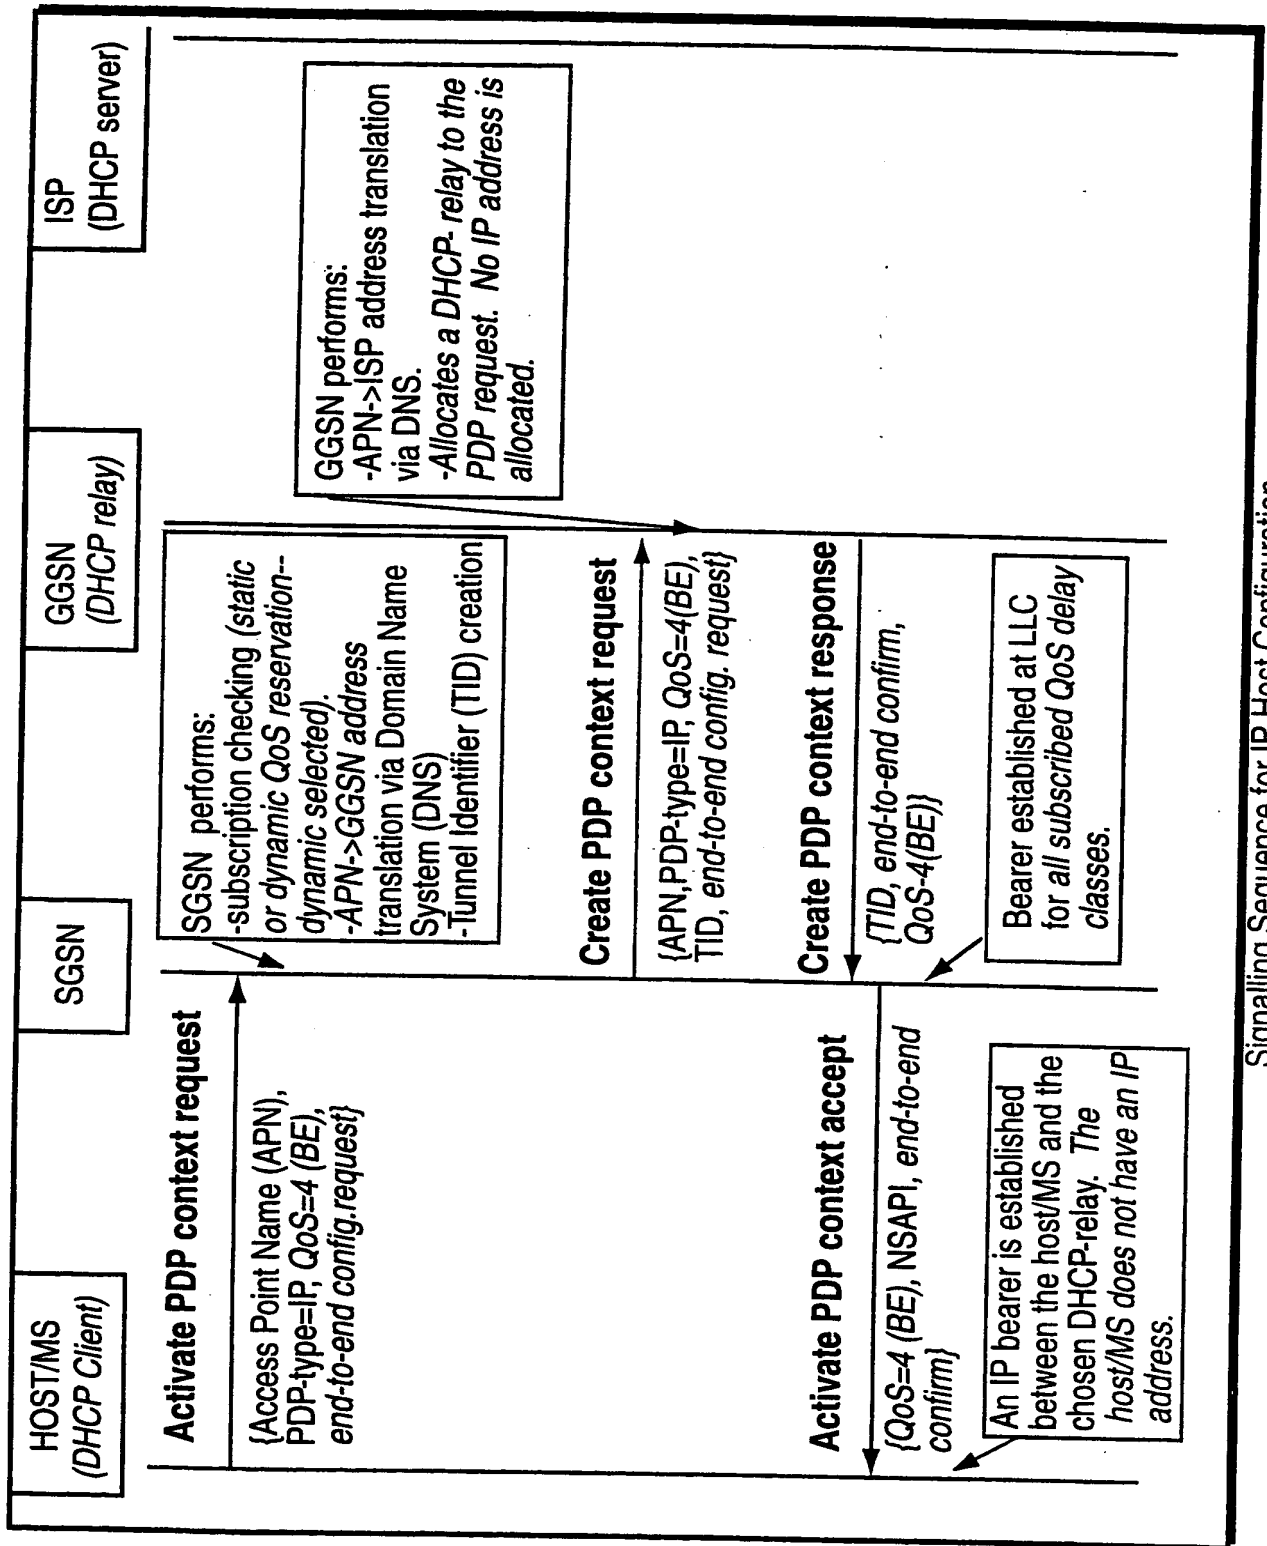 HOST/MS
(DHCP Client)
SGSN
GGSN
(DHCP relay)
ISP
(DHCP server)
Activate PDP context request
{Access Point Name (APN),
PDP-type=IP, QoS=4 (BE),
end-to-end config.request}
SGSN performs:
-subscription checking (static
or dynamic QoS reservation--
dynamic selected).
-APN->GGSN address
translation via Domain Name
System (DNS)
-Tunnel Identifier (TID) creation
GGSN performs:
-APN->ISP address translation
via DNS.
-Allocates a DHCP- relay to the
PDP request. No IP address is
allocated.
Create PDP context request
{APN,PDP-type=IP, QoS=4(BE),
TID, end-to-end config. request}
Create PDP context response
{TID, end-to-end confirm,
QoS-4(BE)}
Bearer established at LLC
for all subscribed QoS delay
classes.
Activate PDP context accept
{QoS=4 (BE), NSAPI, end-to-end
confirm}
An IP bearer is established
between the host/MS and the
chosen DHCP-relay. The
host/MS does not have an IP
address.
Signalling Sequence for IP Host Configuration